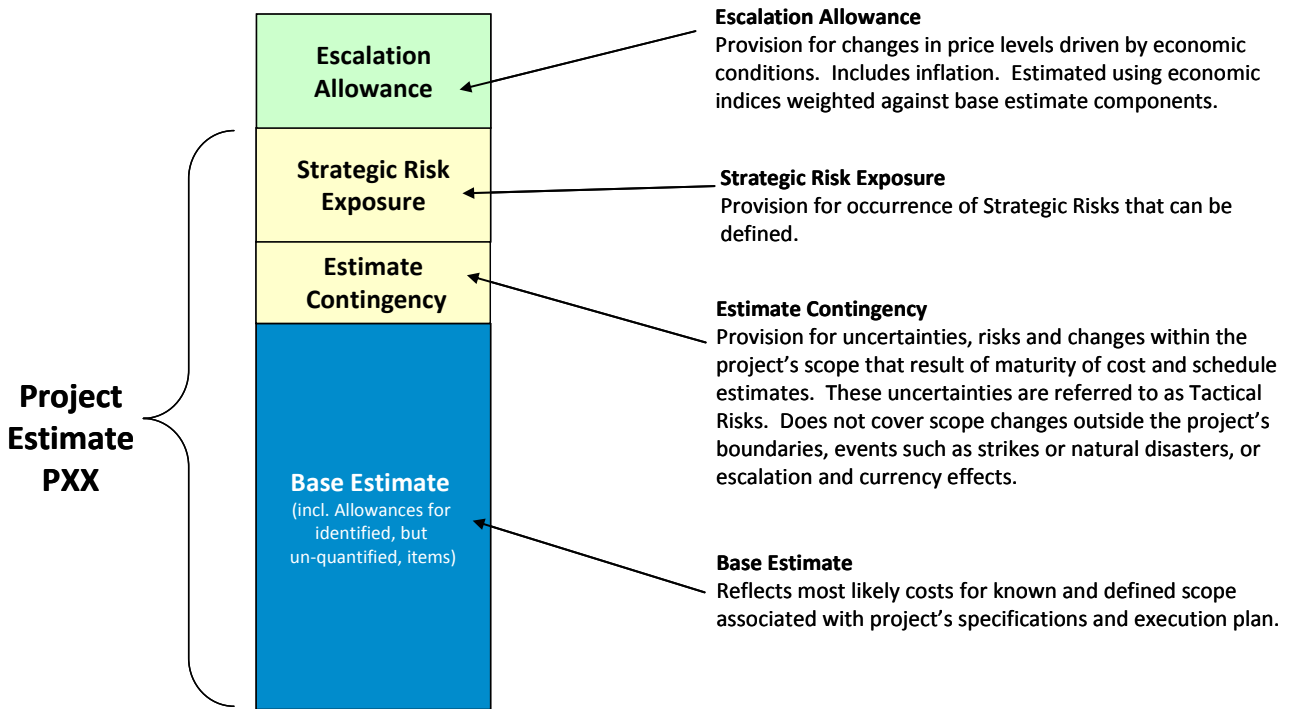 Project
Estimate
PXX
Escalation
Allowance
Strategic Risk
Exposure
Estimate
Contingency
Base Estimate
(incl. Allowances for
identified, but
un-quantified, items)
Escalation Allowance
Provision for changes in price levels driven by economic
conditions.  Includes inflation.  Estimated using economic
indices weighted against base estimate components.
Strategic Risk Exposure
Provision for occurrence of Strategic Risks that can be
defined.
Estimate Contingency
Provision for uncertainties, risks and changes within the
project’s scope that result of maturity of cost and schedule
estimates.  These uncertainties are referred to as Tactical
Risks.  Does not cover scope changes outside the project’s
boundaries, events such as strikes or natural disasters, or
escalation and currency effects.
Base Estimate
Reflects most likely costs for known and defined scope
associated with project’s specifications and execution plan.